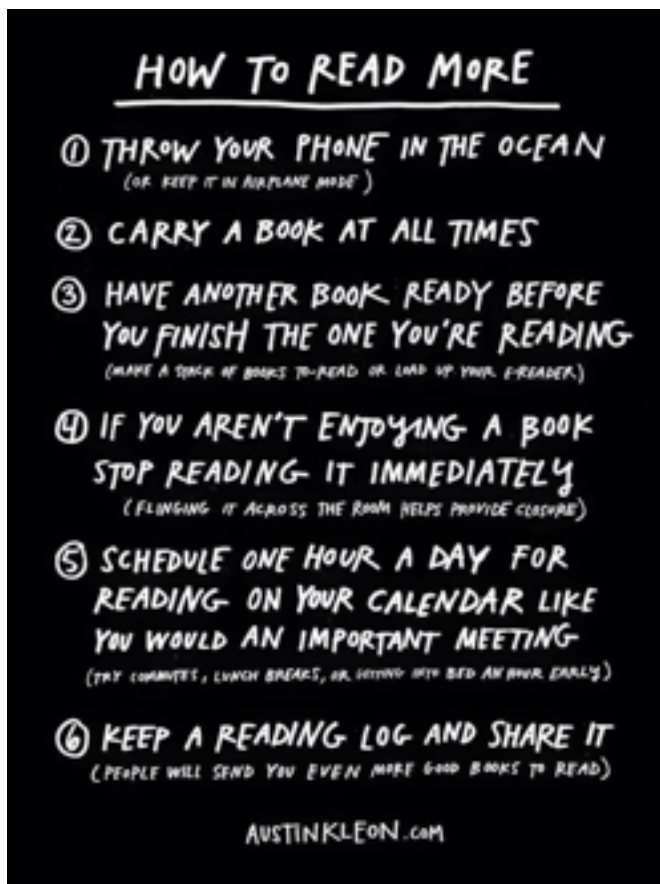 HOW TO READ MORE
① THROW YOUR PHONE IN THE OCEAN
(OR KEEP IT IN AIRPLANE MODE)
② CARRY A BOOK AT ALL TIMES
③ HAVE ANOTHER BOOK READY BEFORE
YOU FINISH THE ONE YOU'RE READING
(MAKE A STACK OF BOOKS TO-READ OR LOAD UP YOUR E-READER)
④ IF YOU AREN'T ENJOYING A BOOK
STOP READING IT IMMEDIATELY
(FLINGING IT ACROSS THE ROOM HELPS PROVIDE CLOSURE)
⑤ SCHEDULE ONE HOUR A DAY FOR
READING ON YOUR CALENDAR LIKE
YOU WOULD AN IMPORTANT MEETING
(TRY COMMUTES, LUNCH BREAKS, OR GETTING INTO BED AN HOUR EARLY)
⑥ KEEP A READING LOG AND SHARE IT
(PEOPLE WILL SEND YOU EVEN MORE GOOD BOOKS TO READ)
AUSTINKLEON.COM